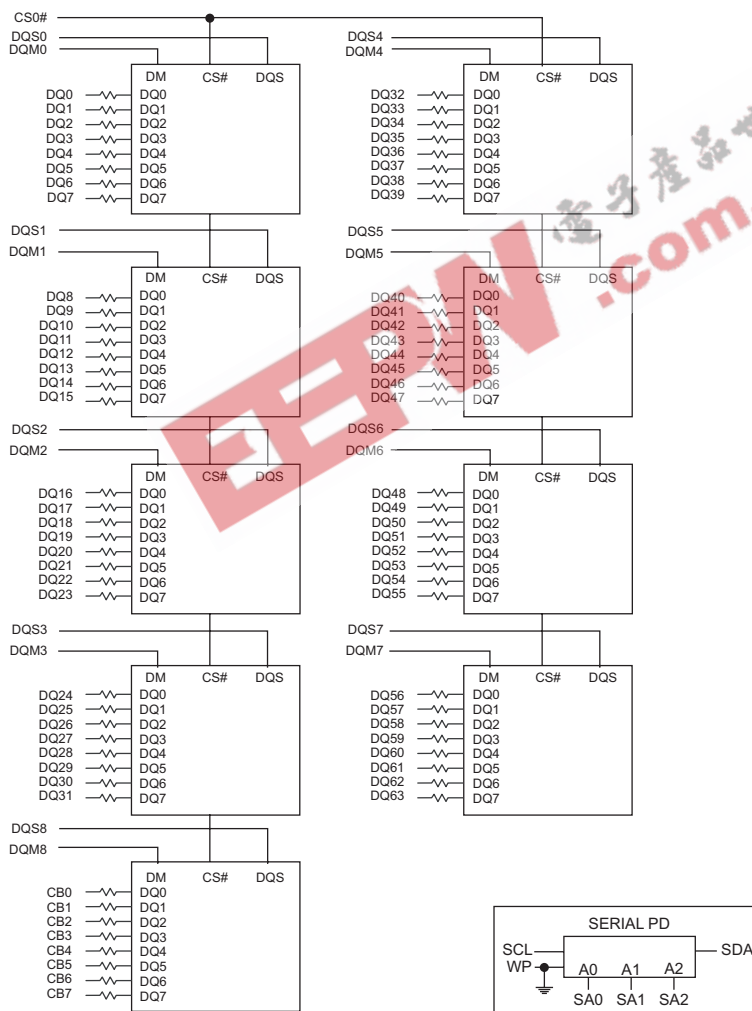 CS0#
DQS0
DQM0
DM CS# DQS
DQ0 DQ0
DQ1 DQ1
DQ2 DQ2
DQ3 DQ3
DQ4 DQ4
DQ5 DQ5
DQ6 DQ6
DQ7 DQ7
DQS1
DQM1
DM CS# DQS
DQ8 DQ0
DQ9 DQ1
DQ10 DQ2
DQ11 DQ3
DQ12 DQ4
DQ13 DQ5
DQ14 DQ6
DQ15 DQ7
DQS2
DQM2
DM CS# DQS
DQ16 DQ0
DQ17 DQ1
DQ18 DQ2
DQ19 DQ3
DQ20 DQ4
DQ21 DQ5
DQ22 DQ6
DQ23 DQ7
DQS3
DQM3
DM CS# DQS
DQ24 DQ0
DQ25 DQ1
DQ26 DQ2
DQ27 DQ3
DQ28 DQ4
DQ29 DQ5
DQ30 DQ6
DQ31 DQ7
DQS8
DQM8
DM CS# DQS
CB0 DQ0
CB1 DQ1
CB2 DQ2
CB3 DQ3
CB4 DQ4
CB5 DQ5
CB6 DQ6
CB7 DQ7
DQS4
DQM4
DM CS# DQS
DQ32 DQ0
DQ33 DQ1
DQ34 DQ2
DQ35 DQ3
DQ36 DQ4
DQ37 DQ5
DQ38 DQ6
DQ39 DQ7
DQS5
DQM5
DM CS# DQS
DQ40 DQ0
DQ41 DQ1
DQ42 DQ2
DQ43 DQ3
DQ44 DQ4
DQ45 DQ5
DQ46 DQ6
DQ47 DQ7
DQS6
DQM6
DM CS# DQS
DQ48 DQ0
DQ49 DQ1
DQ50 DQ2
DQ51 DQ3
DQ52 DQ4
DQ53 DQ5
DQ54 DQ6
DQ55 DQ7
DQS7
DQM7
DM CS# DQS
DQ56 DQ0
DQ57 DQ1
DQ58 DQ2
DQ59 DQ3
DQ60 DQ4
DQ61 DQ5
DQ62 DQ6
DQ63 DQ7
SERIAL PD
SCL SDA
WP
A0 A1 A2
SA0 SA1 SA2
EEPW .com.
電子產品